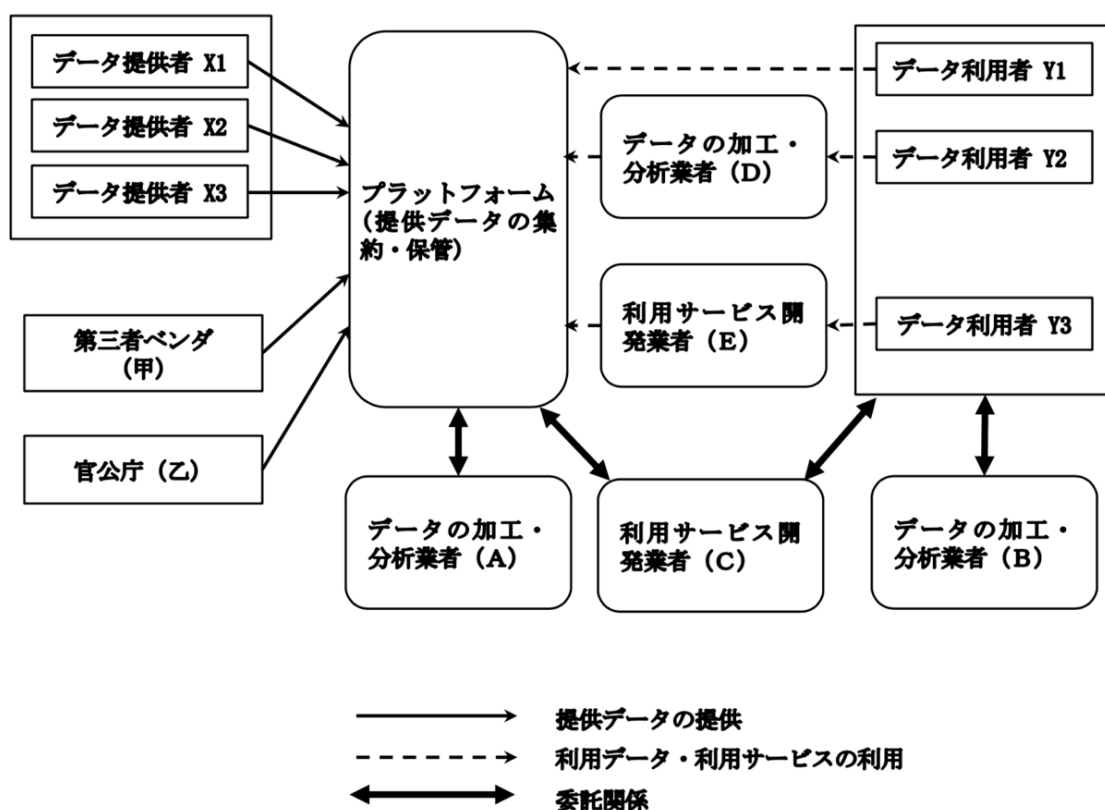 データ提供者 X1
データ提供者 X2
データ提供者 X3
第三者ベンダ
(甲)
官公庁(乙)
プラットフォーム
(提供データの集
約・保管)
データの加工・
分析業者(D)
利用サービス開
発業者(E)
データ利用者 Y1
データ利用者 Y2
データ利用者 Y3
データの加工・
分析業者(A)
利用サービス開
発業者(C)
データの加工・
分析業者(B)
提供データの提供
利用データ・利用サービスの利用
委託関係